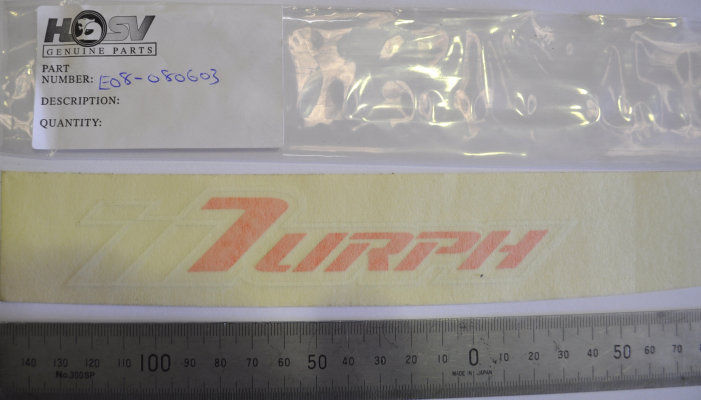 HSV
GENUINE PARTS
PART
NUMBER: E08-080603
DESCRIPTION:
QUANTITY:
URPH
140 130 120 110 100 90 80 70 60 50 40 30 20 10 0 10 20 30 40 50 60 70
No.300SP MADE IN JAPAN